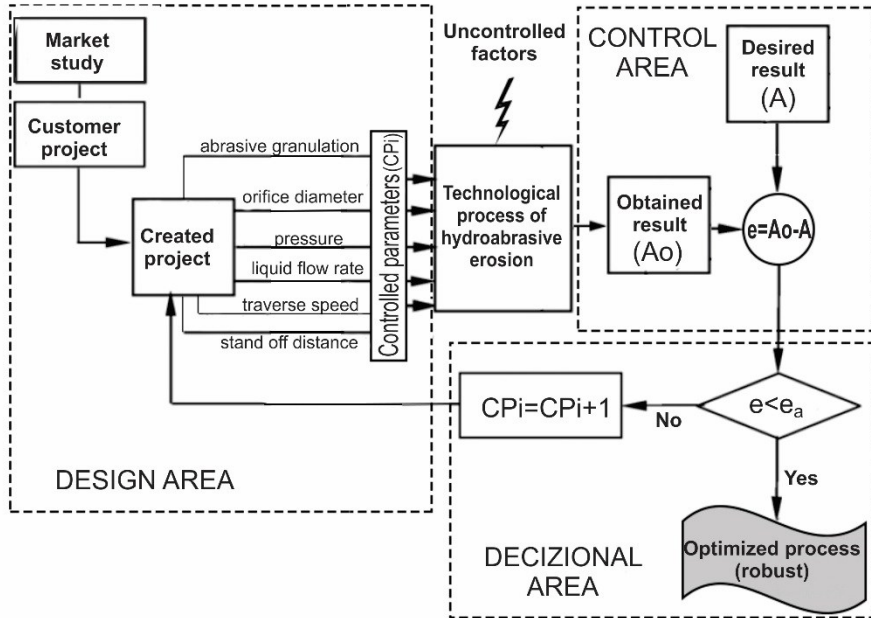 Market
study
Customer
project
Created
project
abrasive granulation
orifice diameter
pressure
liquid flow rate
traverse speed
stand off distance
Controlled parameters(CPi)
DESIGN AREA
Uncontrolled
factors
Technological
process of
hydroabrasive
erosion
CONTROL
AREA
Desired
result
(A)
Obtained
result
(Ao)
e=Ao-A
e<eₐ
No
Yes
CPi=CPi+1
Optimized process
(robust)
DECIZIONAL
AREA